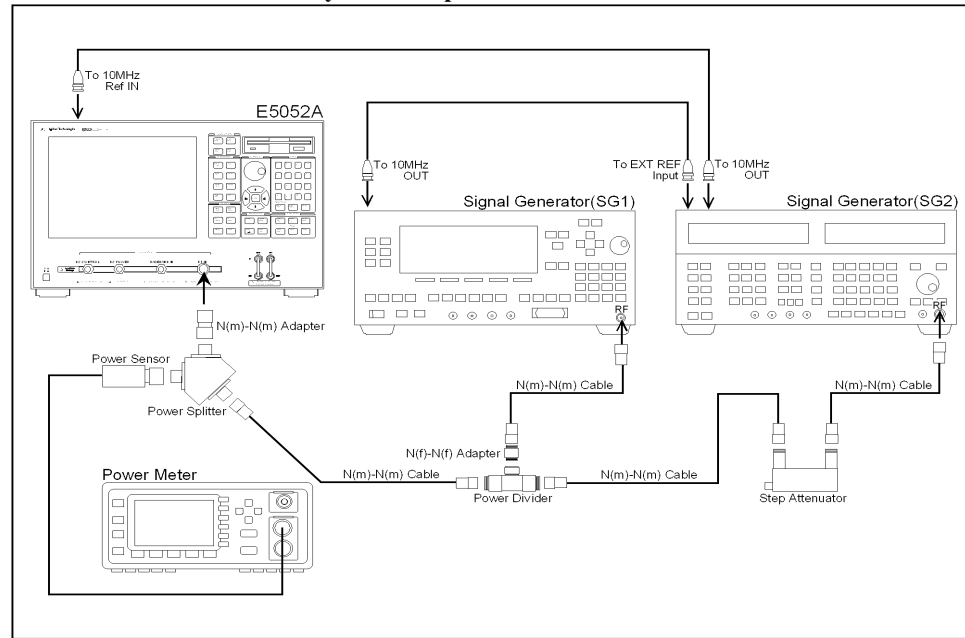 To 10MHz
Ref IN
E5052A
To 10MHz
OUT
To EXT REF
Input
To 10MHz
OUT
Signal Generator(SG1)
Signal Generator(SG2)
RF
RF
N(m)-N(m) Adapter
Power Sensor
Power Splitter
N(m)-N(m) Cable
N(m)-N(m) Cable
N(f)-N(f) Adapter
N(m)-N(m) Cable
N(m)-N(m) Cable
Power Divider
Step Attenuator
Power Meter